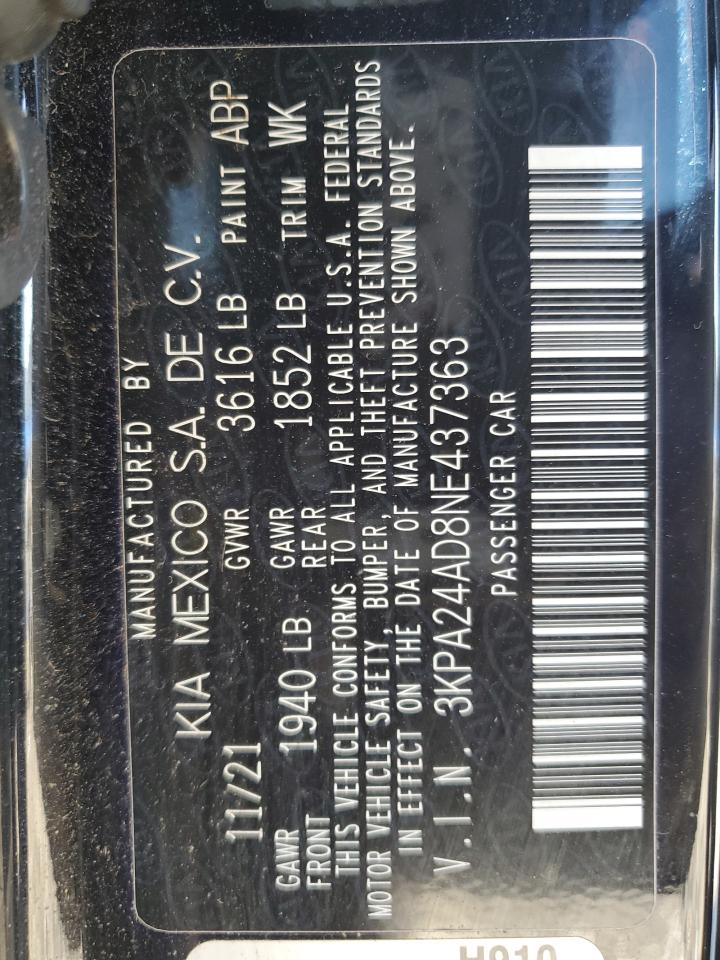 MANUFACTURED BY
KIA MEXICO S.A. DE C.V.
11/21 GVWR 3616 LB PAINT ABP
GAWR FRONT 1940 LB GAWR REAR 1852 LB TRIM WK
THIS VEHICLE CONFORMS TO ALL APPLICABLE U.S.A. FEDERAL
MOTOR VEHICLE SAFETY, BUMPER, AND THEFT PREVENTION STANDARDS
IN EFFECT ON THE DATE OF MANUFACTURE SHOWN ABOVE.
V.I.N. 3KPA24AD8NE437363
PASSENGER CAR
H910